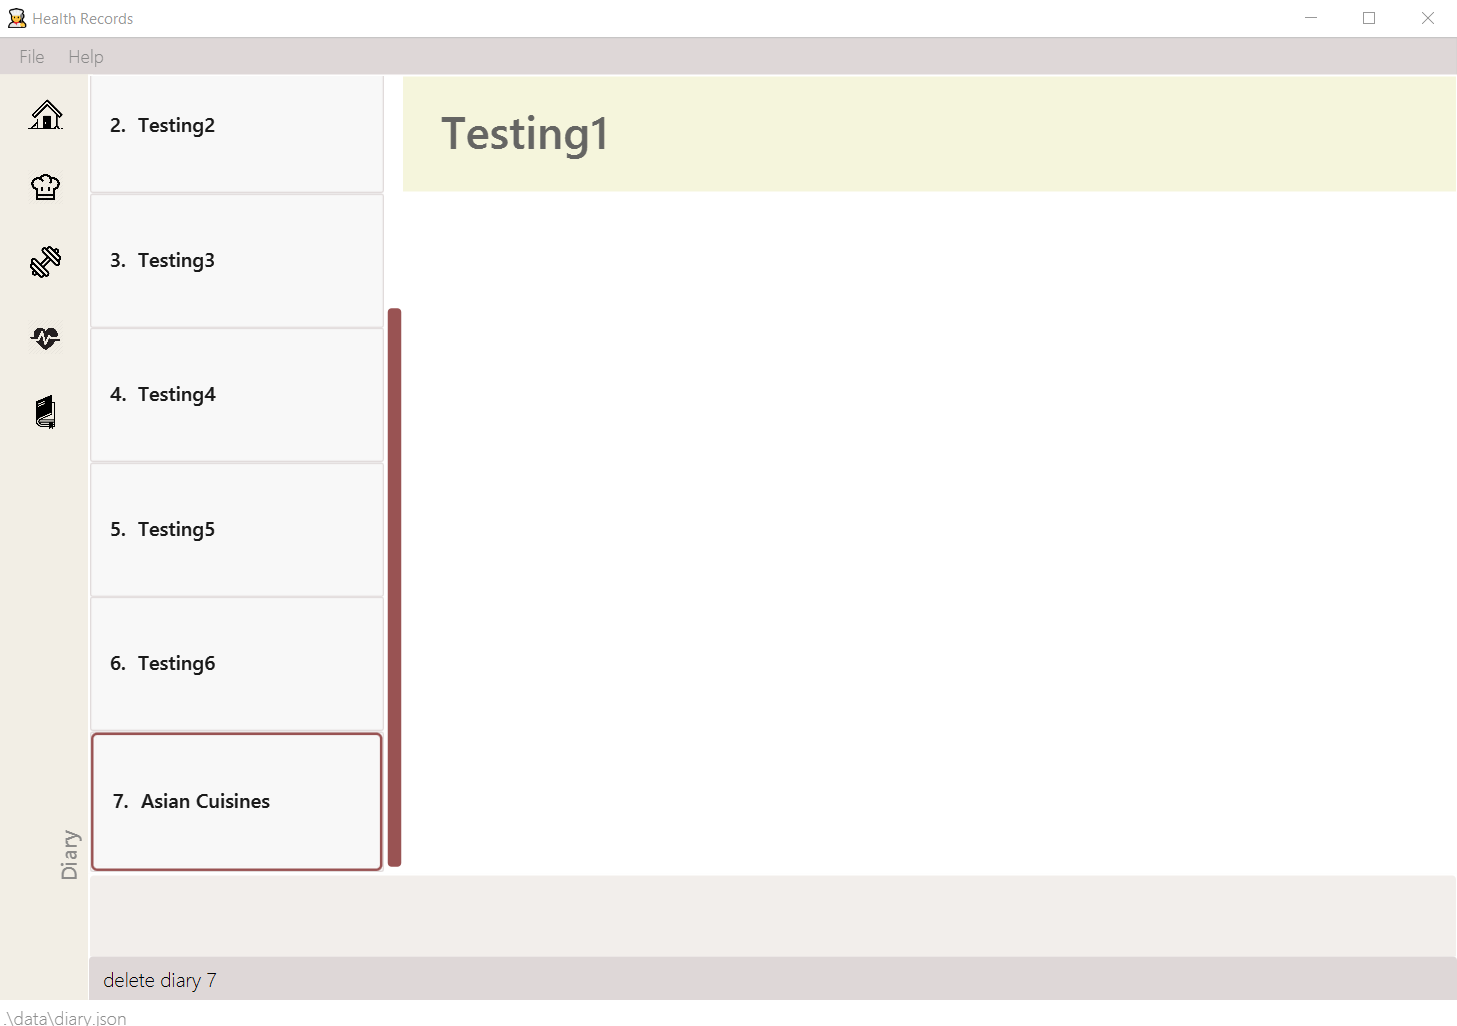 Health Records
File Help
2. Testing2
Testing1
3. Testing3
4. Testing4
5. Testing5
6. Testing6
7. Asian Cuisines
Diary
delete diary 7
.\data\diary.json